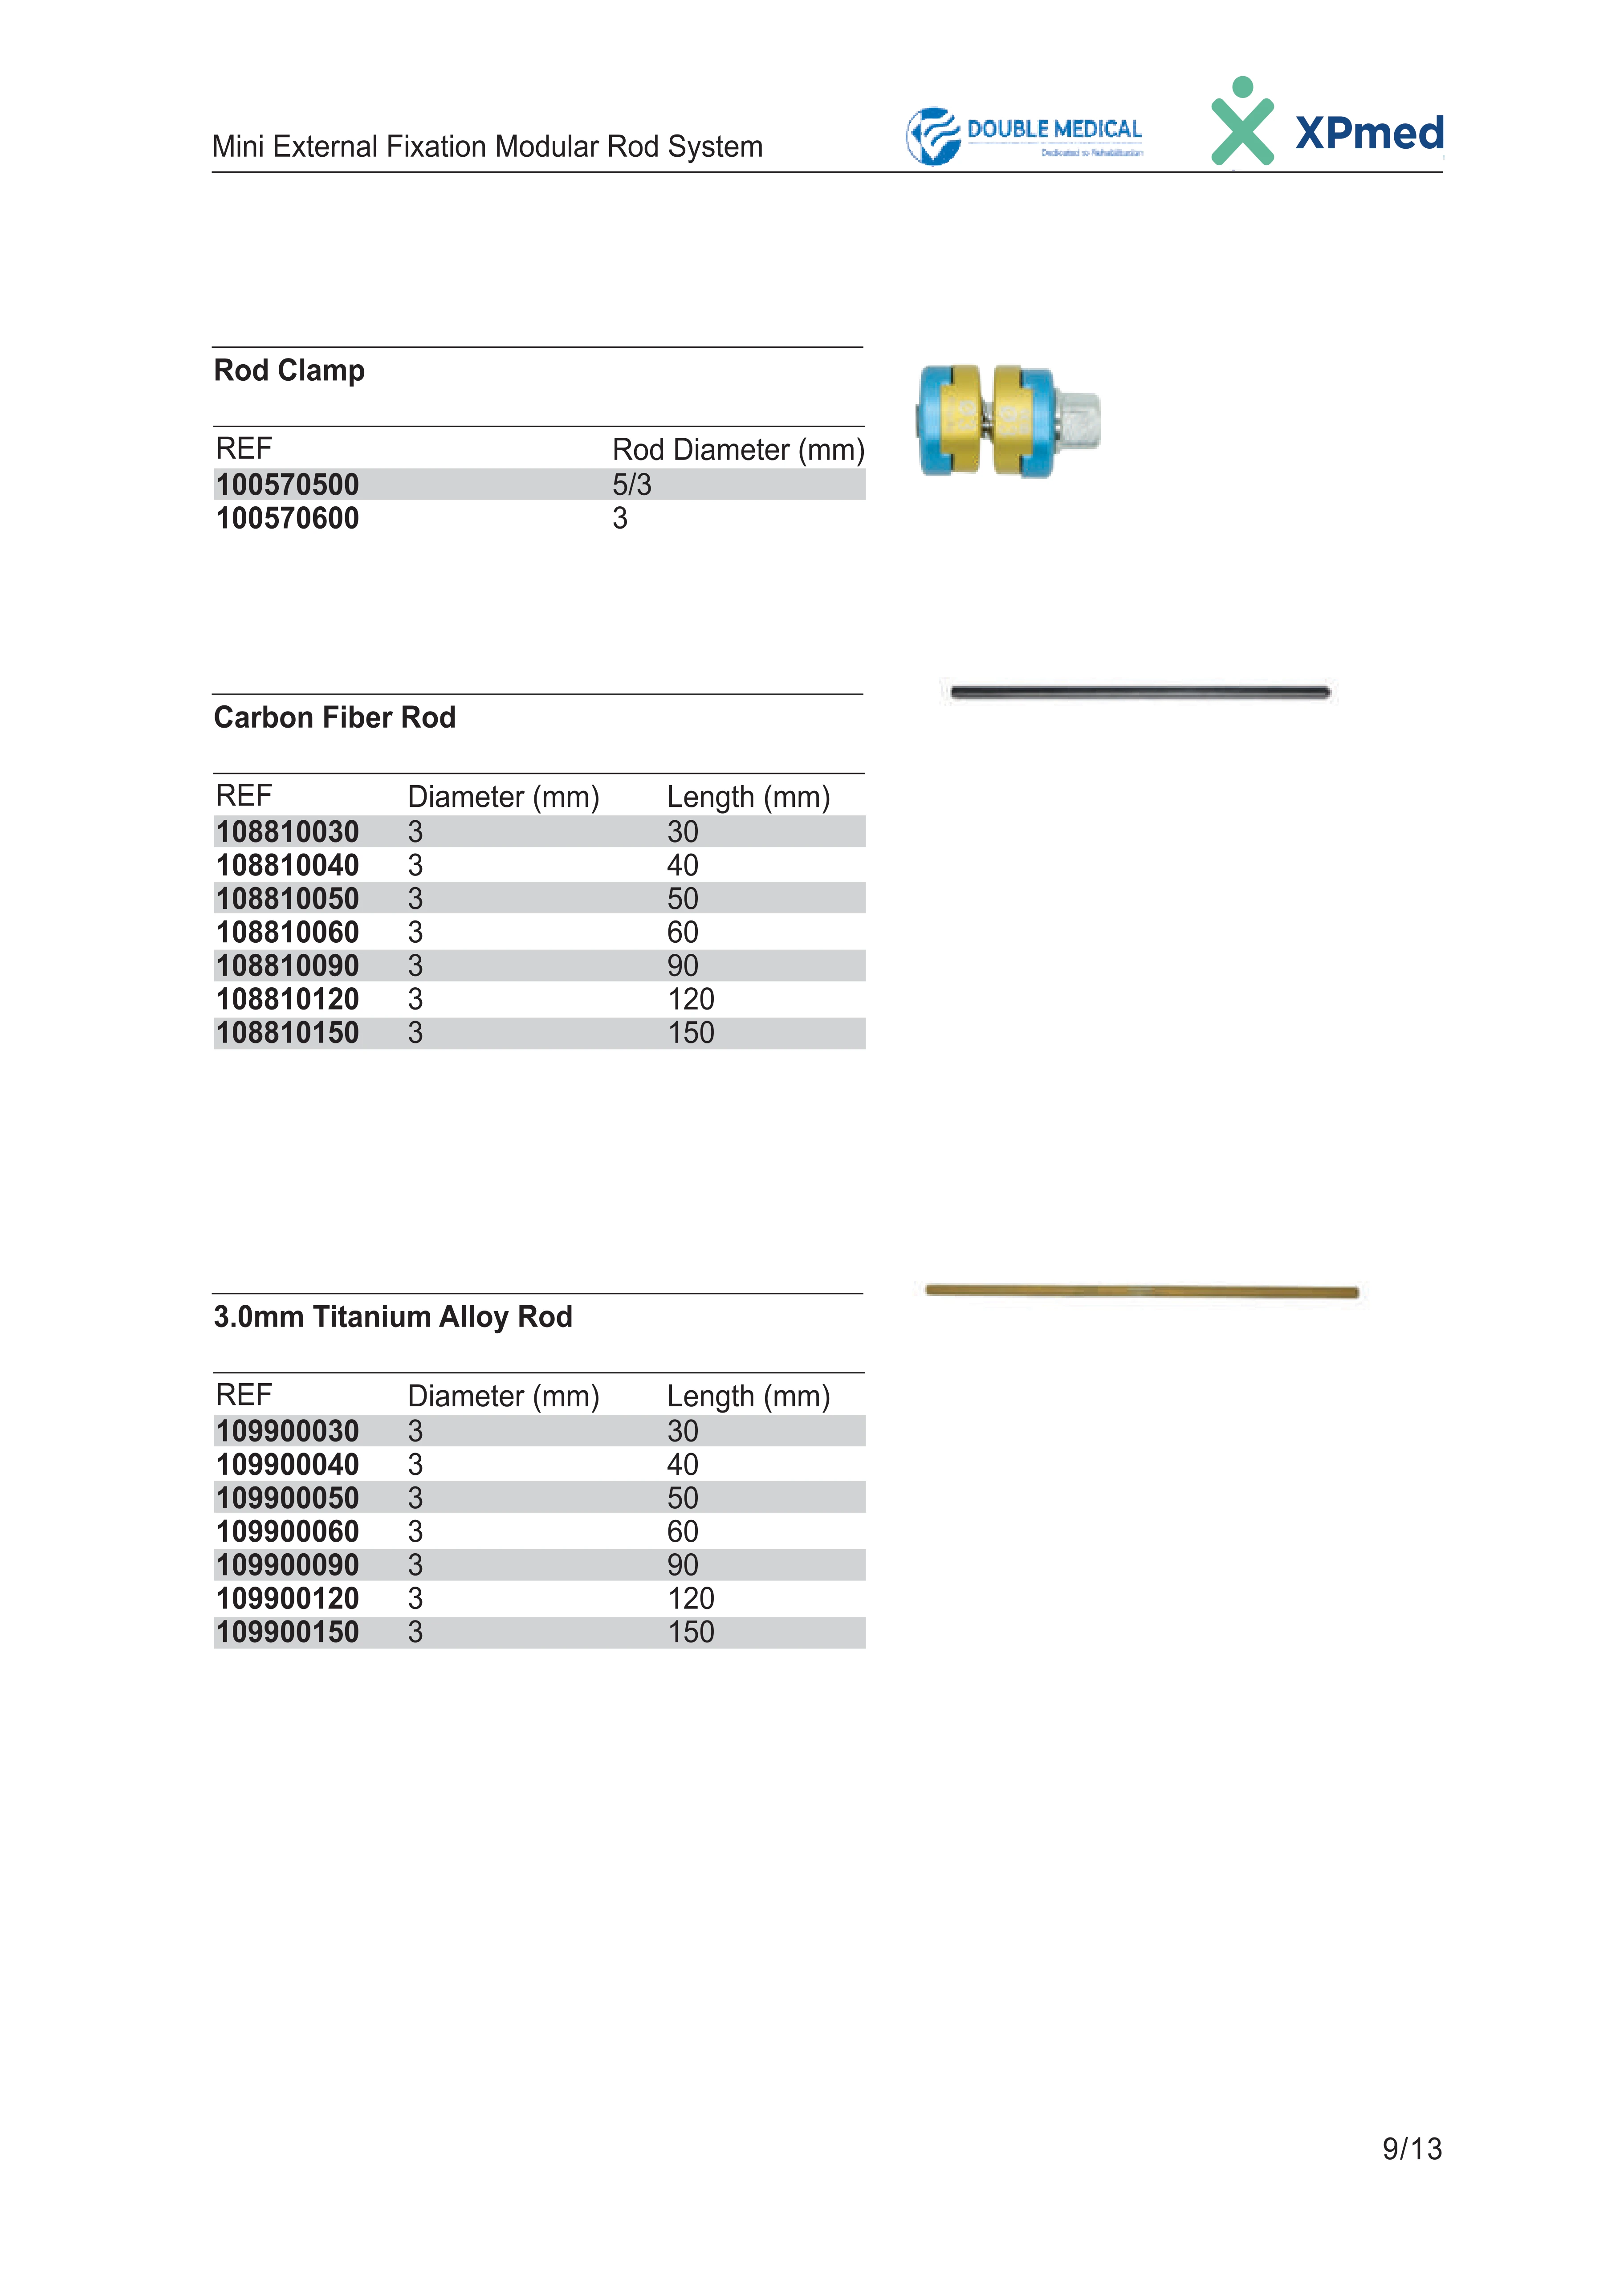 Mini External Fixation Modular Rod System
DOUBLE MEDICAL
Dedicated to Rehabilitation
XPmed
Rod Clamp
REF Rod Diameter (mm)
100570500 5/3
100570600 3
Carbon Fiber Rod
REF Diameter (mm) Length (mm)
108810030 3 30
108810040 3 40
108810050 3 50
108810060 3 60
108810090 3 90
108810120 3 120
108810150 3 150
3.0mm Titanium Alloy Rod
REF Diameter (mm) Length (mm)
109900030 3 30
109900040 3 40
109900050 3 50
109900060 3 60
109900090 3 90
109900120 3 120
109900150 3 150
9/13